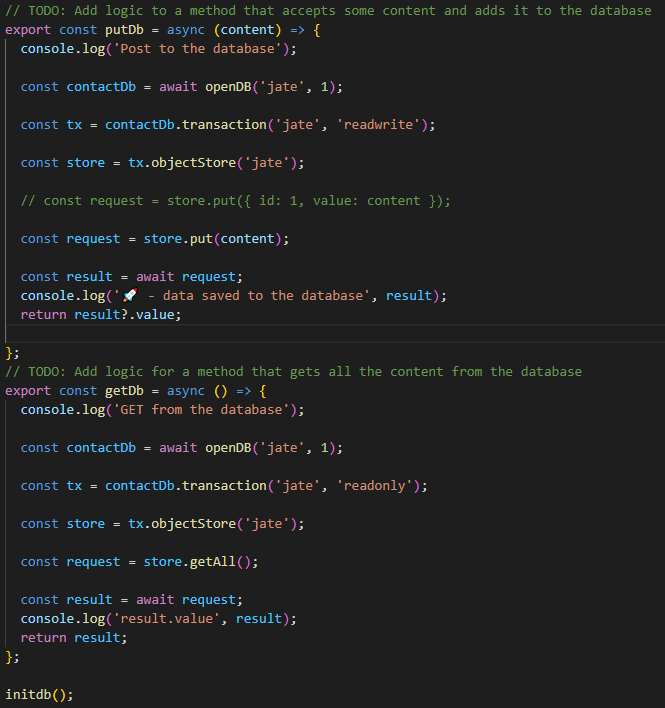 // TODO: Add logic to a method that accepts some content and adds it to the database
export const putDb = async (content) => {
console.log('Post to the database');
const contactDb = await openDB('jate', 1);
const tx = contactDb.transaction('jate', 'readwrite');
const store = tx.objectStore('jate');
// const request = store.put({ id: 1, value: content });
const request = store.put(content);
const result = await request;
console.log('🚀 - data saved to the database', result);
return result?.value;
};
// TODO: Add logic for a method that gets all the content from the database
export const getDb = async () => {
console.log('GET from the database');
const contactDb = await openDB('jate', 1);
const tx = contactDb.transaction('jate', 'readonly');
const store = tx.objectStore('jate');
const request = store.getAll();
const result = await request;
console.log('result.value', result);
return result;
};
initdb();